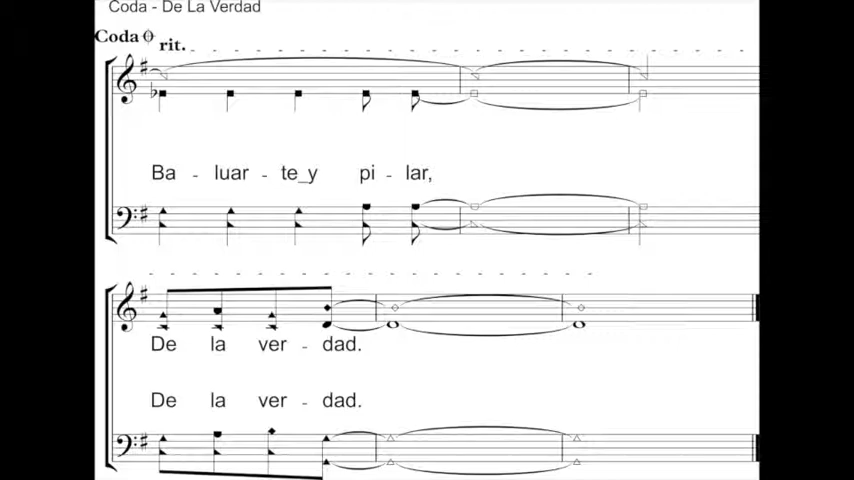 Coda - De La Verdad
Coda
rit.
Ba - luar - te_y pi - lar,
De la ver - dad.
De la ver - dad.